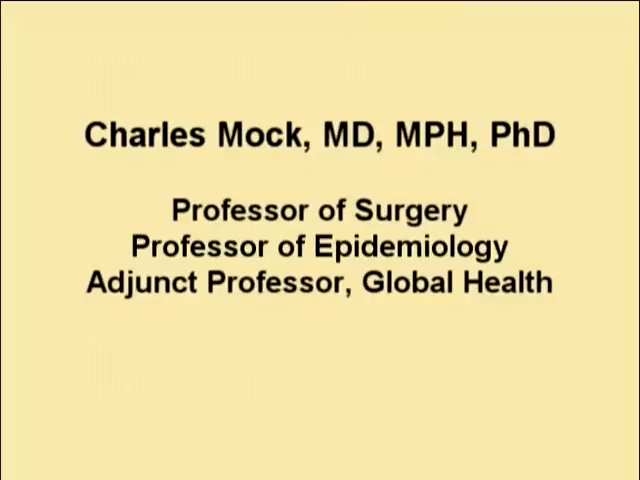 Charles Mock, MD, MPH, PhD
Professor of Surgery
Professor of Epidemiology
Adjunct Professor, Global Health